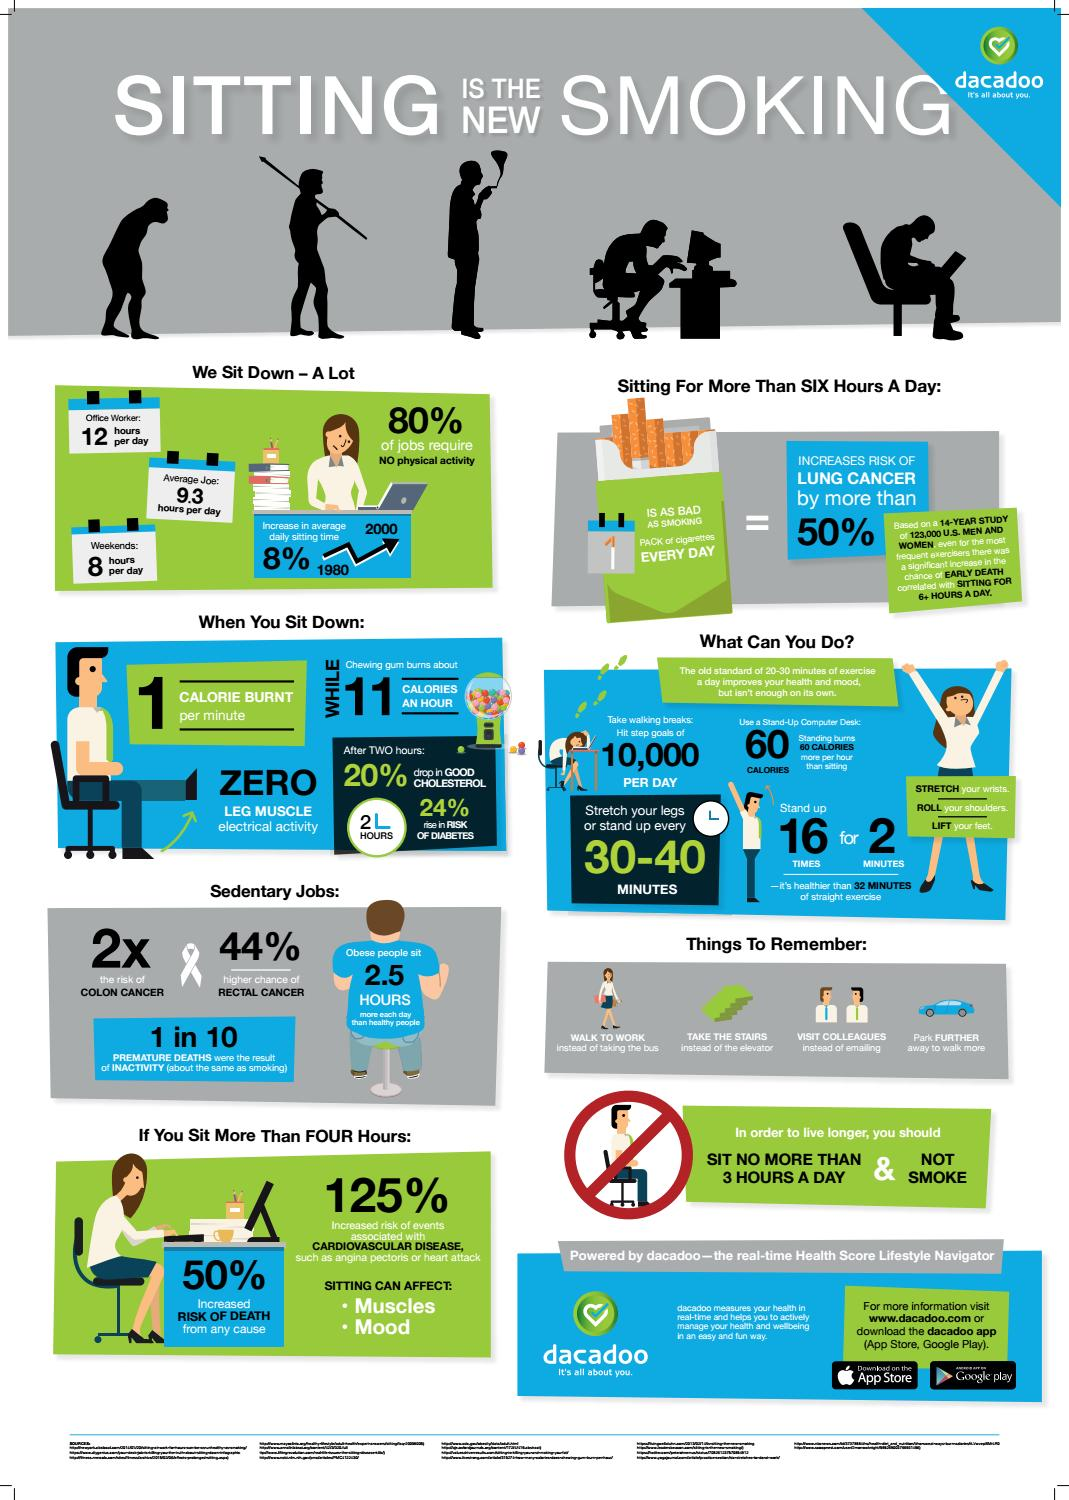 SITTING IS THE NEW SMOKING
dacadoo
It's all about you.
We Sit Down – A Lot
Office Worker:
12 hours per day
Average Joe:
9.3
hours per day
Weekends:
8 hours per day
80%
of jobs require
NO physical activity
Increase in average
daily sitting time
8%
1980
2000
Sitting For More Than SIX Hours A Day:
1
IS AS BAD
AS SMOKING
PACK of cigarettes
EVERY DAY
=
INCREASES RISK OF
LUNG CANCER
by more than
50%
Based on a 14-YEAR STUDY
of 123,000 U.S. MEN AND
WOMEN, even for the most
frequent exercisers there was
a significant increase in the
chance of EARLY DEATH
correlated with SITTING FOR
6+ HOURS A DAY.
When You Sit Down:
1 CALORIE BURNT
per minute
WHILE
Chewing gum burns about
11 CALORIES
AN HOUR
ZERO
LEG MUSCLE
electrical activity
After TWO hours:
20% drop in GOOD
CHOLESTEROL
2
HOURS
24%
rise in RISK
OF DIABETES
What Can You Do?
The old standard of 20-30 minutes of exercise
a day improves your health and mood,
but isn't enough on its own.
Take walking breaks:
Hit step goals of
10,000
PER DAY
Use a Stand-Up Computer Desk:
60
CALORIES
Standing burns
60 CALORIES
more per hour
than sitting
STRETCH your wrists.
ROLL your shoulders.
LIFT your feet.
Stretch your legs
or stand up every
30-40
MINUTES
Stand up
16 for 2
TIMES MINUTES
—it's healthier than 32 MINUTES
of straight exercise
Sedentary Jobs:
2x
the risk of
COLON CANCER
44%
higher chance of
RECTAL CANCER
1 in 10
PREMATURE DEATHS were the result
of INACTIVITY (about the same as smoking)
Obese people sit
2.5
HOURS
more each day
than healthy people
Things To Remember:
WALK TO WORK
instead of taking the bus
TAKE THE STAIRS
instead of the elevator
VISIT COLLEAGUES
instead of emailing
Park FURTHER
away to walk more
If You Sit More Than FOUR Hours:
125%
Increased risk of events
associated with
CARDIOVASCULAR DISEASE,
such as angina pectoris or heart attack
50%
Increased
RISK OF DEATH
from any cause
SITTING CAN AFFECT:
• Muscles
• Mood
In order to live longer, you should
SIT NO MORE THAN
3 HOURS A DAY
&
NOT
SMOKE
Powered by dacadoo—the real-time Health Score Lifestyle Navigator
dacadoo
It's all about you.
dacadoo measures your health in
real-time and helps you to actively
manage your health and wellbeing
in an easy and fun way.
For more information visit
www.dacadoo.com or
download the dacadoo app
(App Store, Google Play).
Download on the
App Store
ANDROID APP ON
Google play
SOURCES: